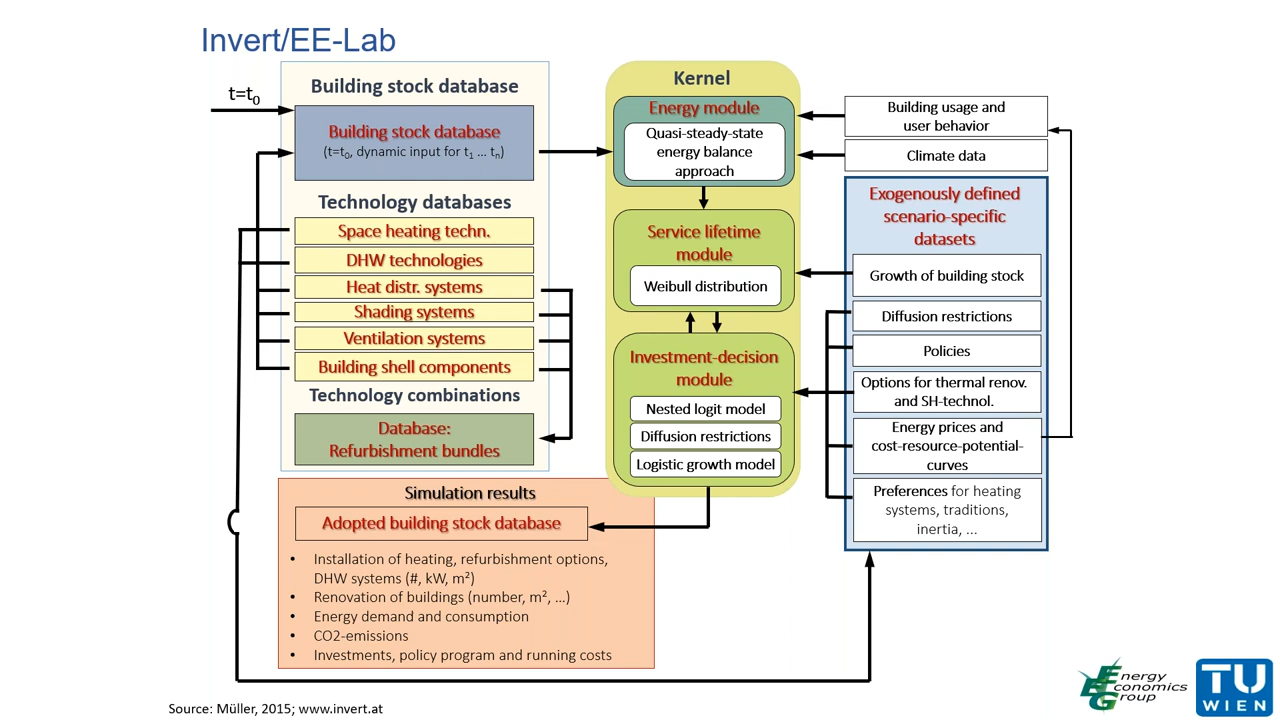 Invert/EE-Lab
t=t0
Building stock database
Building stock database
(t=t0, dynamic input for t1 ... tn)
Technology databases
Space heating techn.
DHW technologies
Heat distr. systems
Shading systems
Ventilation systems
Building shell components
Technology combinations
Database:
Refurbishment bundles
Kernel
Energy module
Quasi-steady-state
energy balance
approach
Service lifetime
module
Weibull distribution
Investment-decision
module
Nested logit model
Diffusion restrictions
Logistic growth model
Building usage and
user behavior
Climate data
Exogenously defined
scenario-specific
datasets
Growth of building stock
Diffusion restrictions
Policies
Options for thermal renov.
and SH-technol.
Energy prices and
cost-resource-potential-
curves
Preferences for heating
systems, traditions,
inertia, ...
Simulation results
Adopted building stock database
• Installation of heating, refurbishment options,
DHW systems (#, kW, m²)
• Renovation of buildings (number, m², ...)
• Energy demand and consumption
• CO2-emissions
• Investments, policy program and running costs
Source: Müller, 2015; www.invert.at
Energy
Economics
Group
TU
WIEN